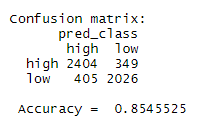 Confusion matrix:
pred_class
high low
high 2404 349
low 405 2026
Accuracy = 0.8545525